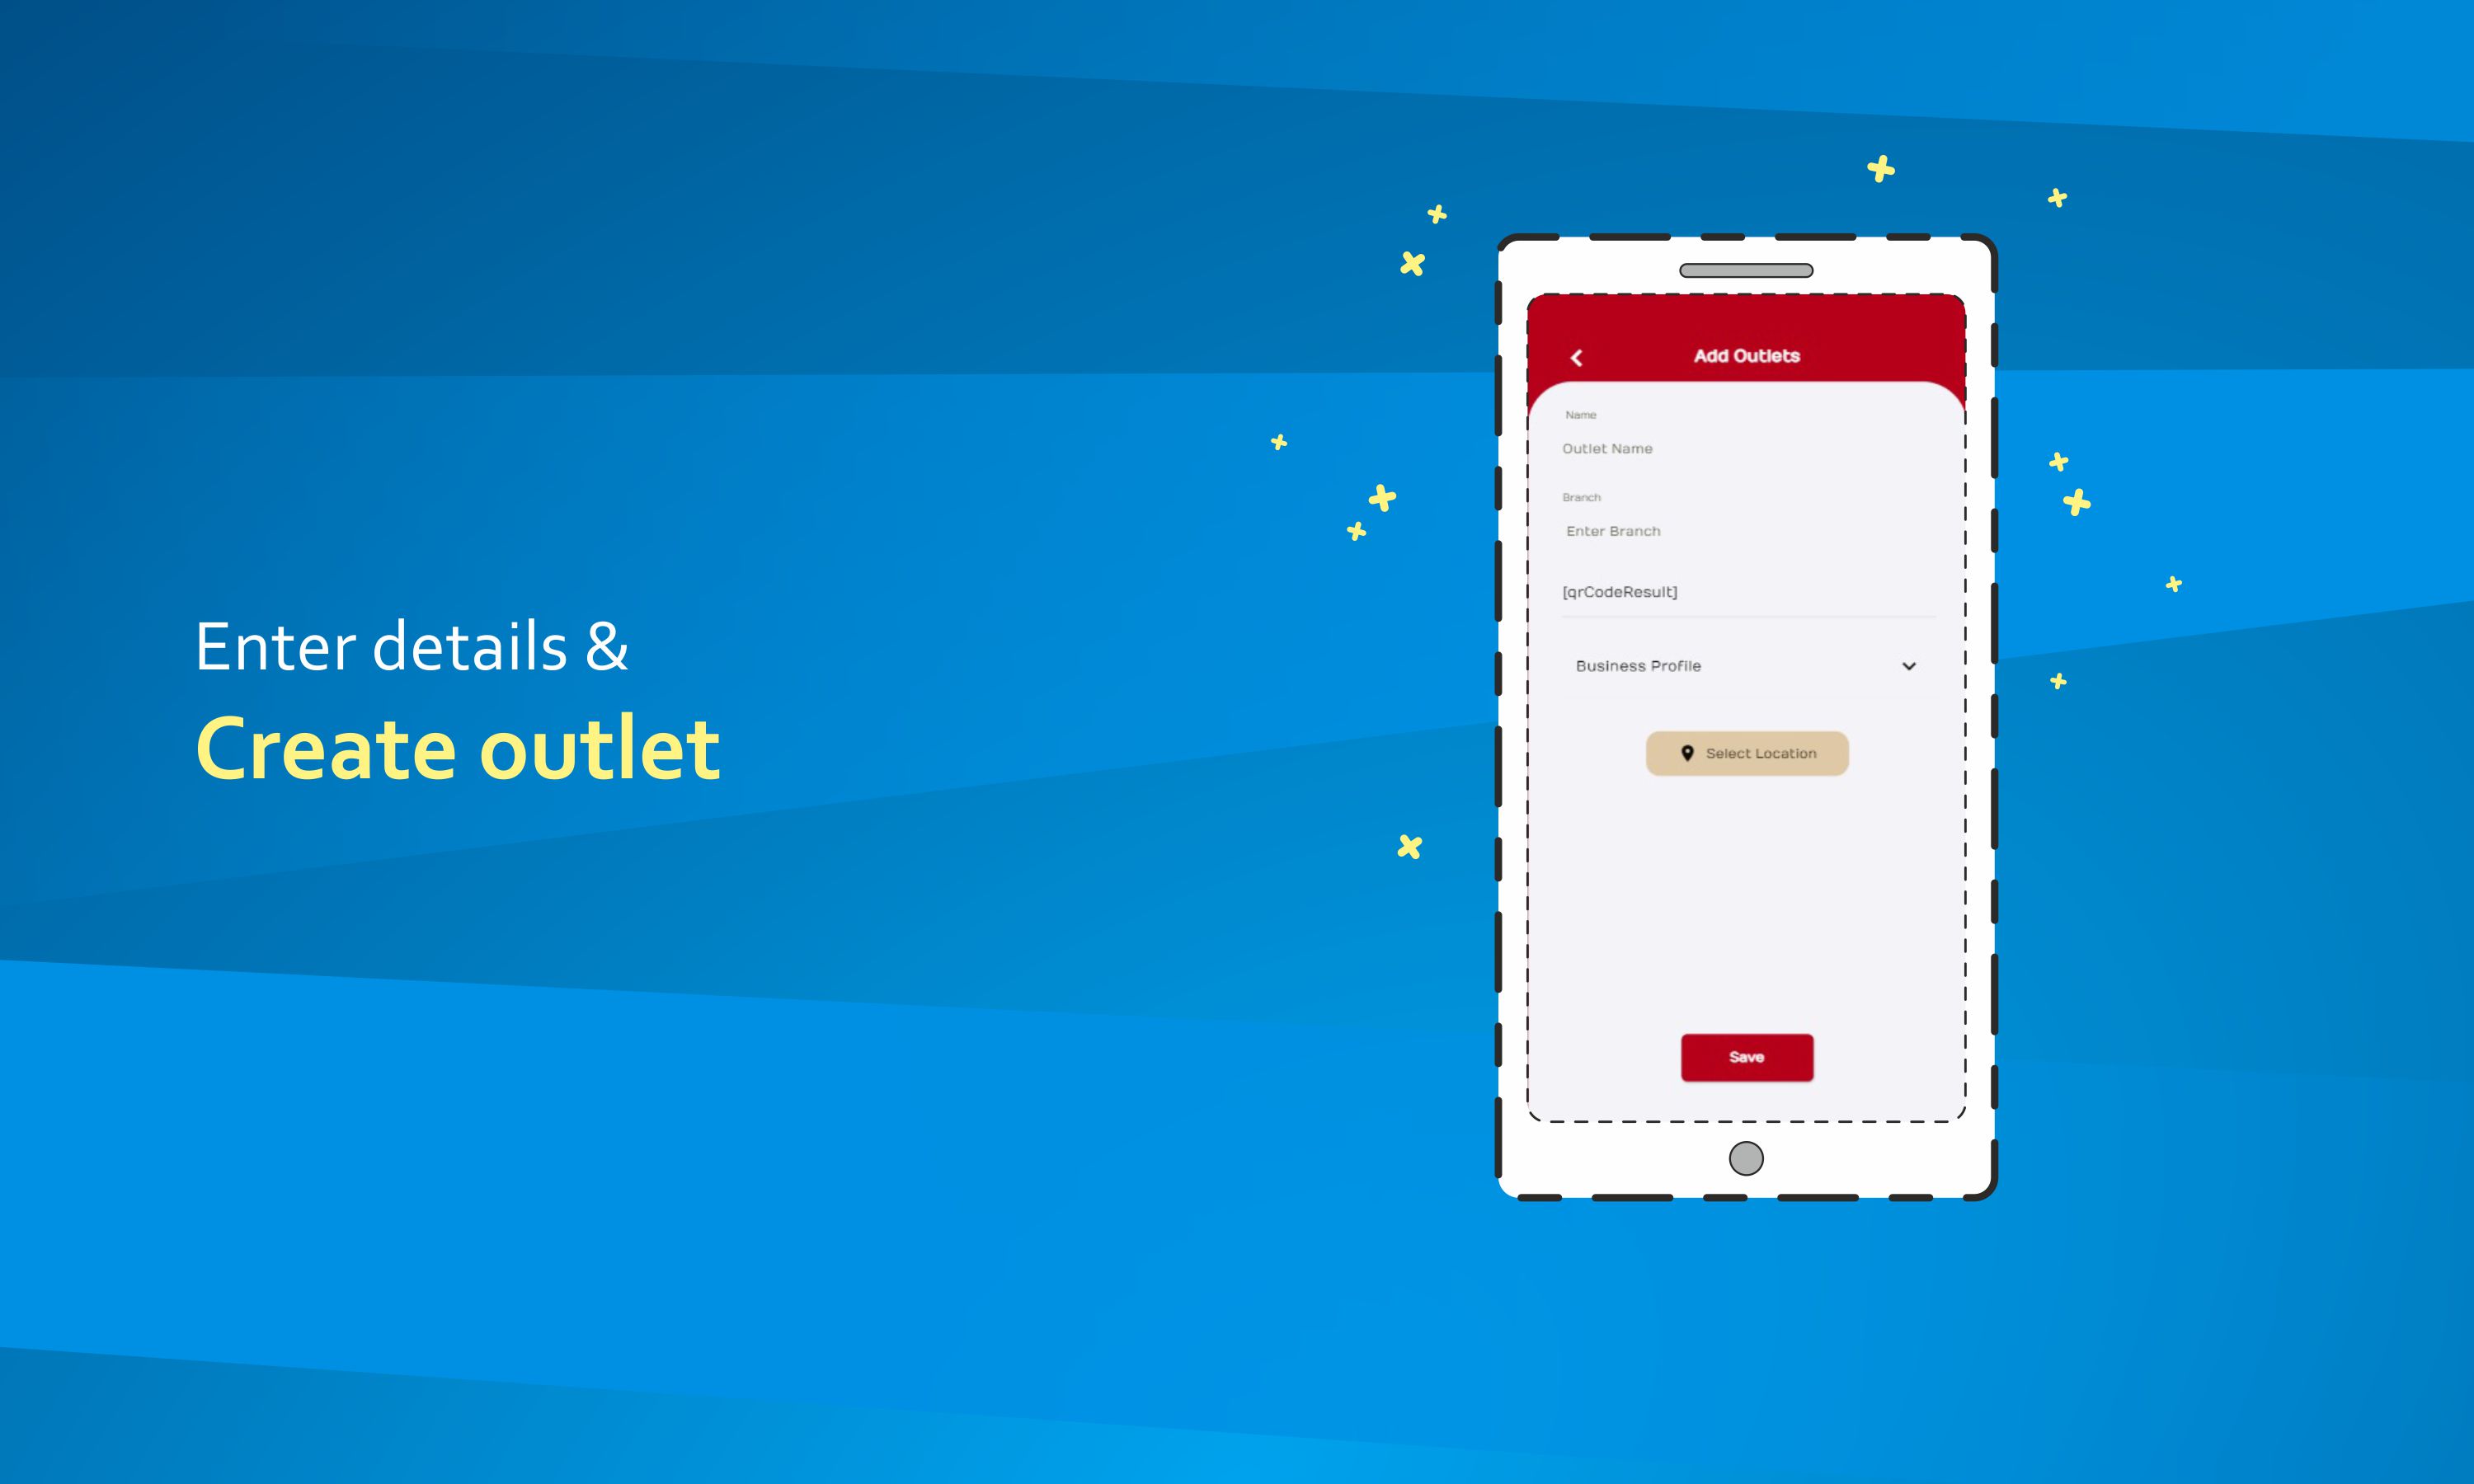 Enter details &
Create outlet
Add Outlets
Name
Outlet Name
Branch
Enter Branch
[qrCodeResult]
Business Profile
Select Location
Save